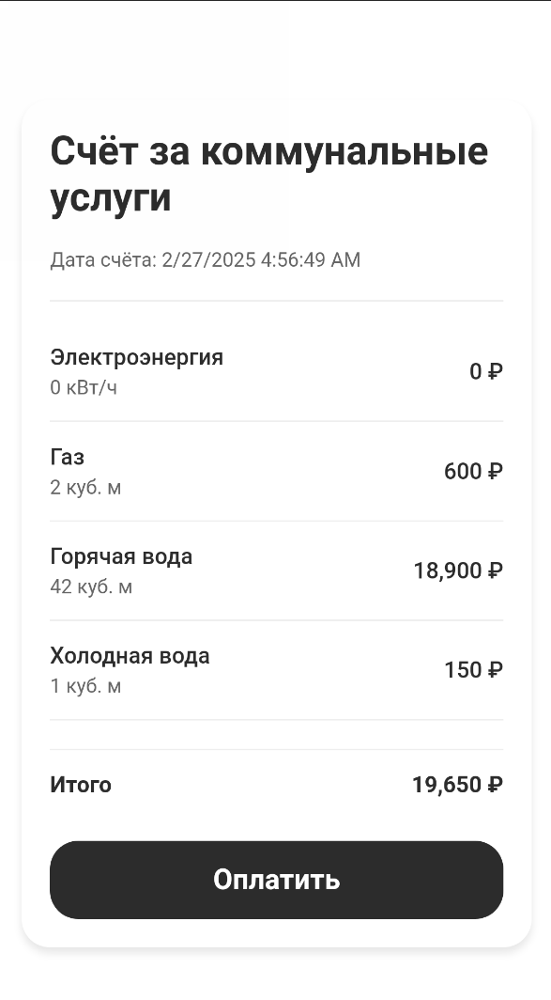 Счёт за коммунальные
услуги
Дата счёта: 2/27/2025 4:56:49 AM
Электроэнергия
0 кВт/ч
0 ₽
Газ
2 куб. м
600 ₽
Горячая вода
42 куб. м
18,900 ₽
Холодная вода
1 куб. м
150 ₽
Итого
19,650 ₽
Оплатить